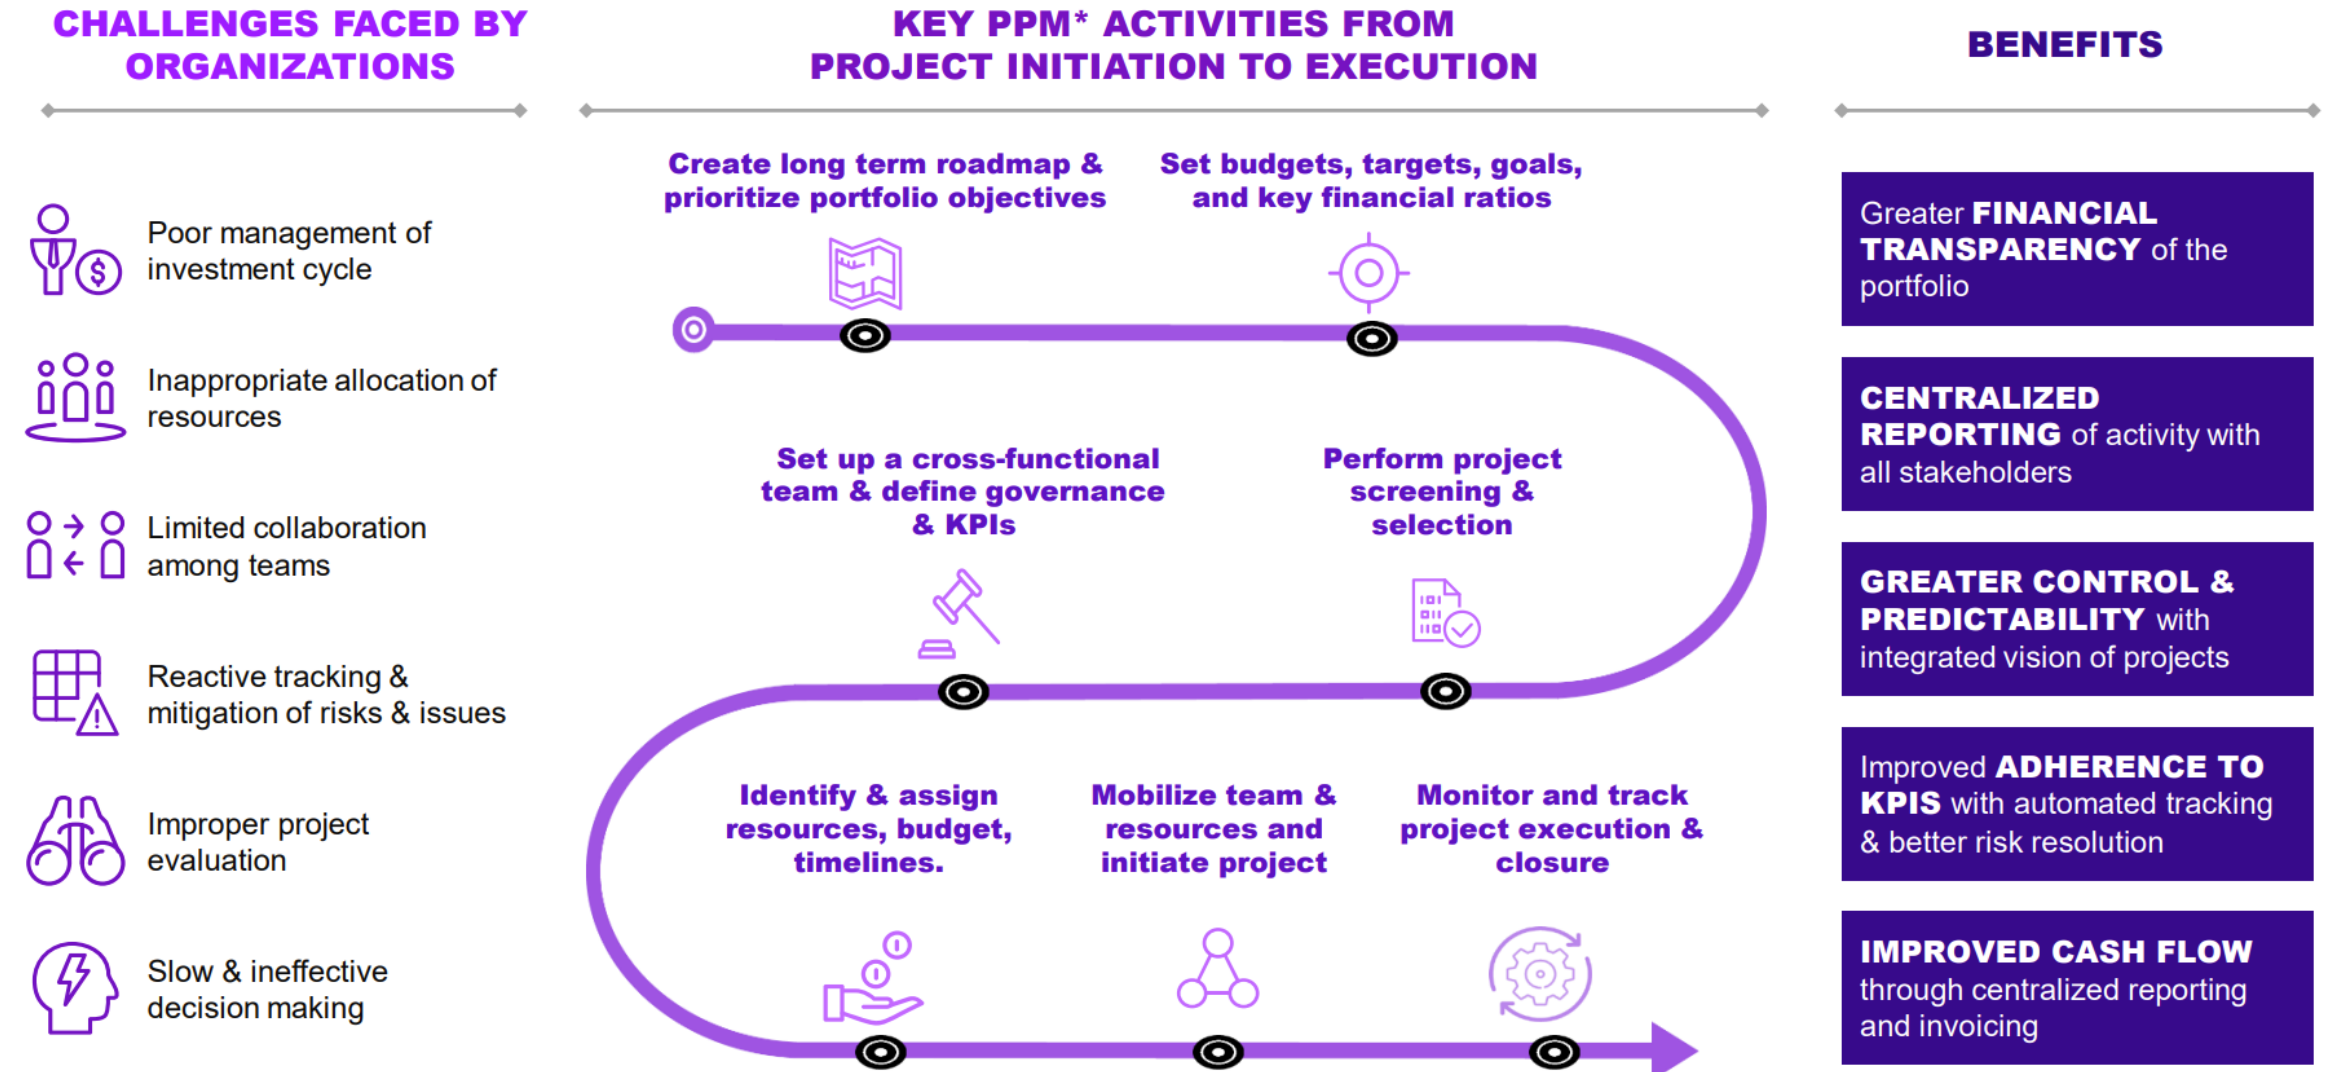 CHALLENGES FACED BY
ORGANIZATIONS
Poor management of
investment cycle
Inappropriate allocation of
resources
Limited collaboration
among teams
Reactive tracking &
mitigation of risks & issues
Improper project
evaluation
Slow & ineffective
decision making
KEY PPM* ACTIVITIES FROM
PROJECT INITIATION TO EXECUTION
Create long term roadmap &
prioritize portfolio objectives
Set budgets, targets, goals,
and key financial ratios
Set up a cross-functional
team & define governance
& KPIs
Perform project
screening &
selection
Identify & assign
resources, budget,
timelines.
Mobilize team &
resources and
initiate project
Monitor and track
project execution &
closure
BENEFITS
Greater FINANCIAL
TRANSPARENCY of the
portfolio
CENTRALIZED
REPORTING of activity with
all stakeholders
GREATER CONTROL &
PREDICTABILITY with
integrated vision of projects
Improved ADHERENCE TO
KPIS with automated tracking
& better risk resolution
IMPROVED CASH FLOW
through centralized reporting
and invoicing